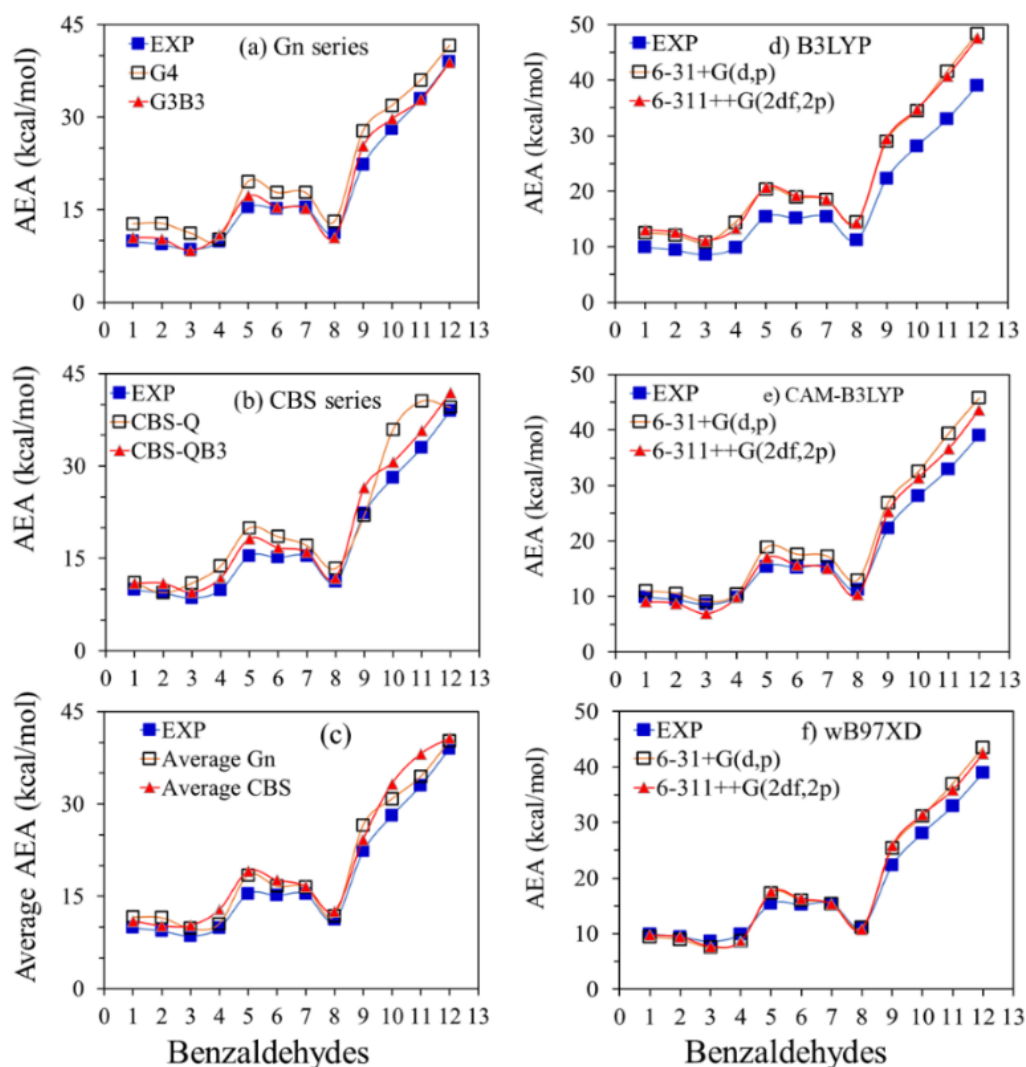 (a) Gn series
EXP
G4
G3B3
AEA (kcal/mol)
45
30
15
0
0 1 2 3 4 5 6 7 8 9 10 11 12 13
d) B3LYP
EXP
6-31+G(d,p)
6-311++G(2df,2p)
AEA (kcal/mol)
50
40
30
20
10
0
0 1 2 3 4 5 6 7 8 9 10 11 12 13
(b) CBS series
EXP
CBS-Q
CBS-QB3
AEA (kcal/mol)
45
30
15
0
0 1 2 3 4 5 6 7 8 9 10 11 12 13
e) CAM-B3LYP
EXP
6-31+G(d,p)
6-311++G(2df,2p)
AEA (kcal/mol)
50
40
30
20
10
0
0 1 2 3 4 5 6 7 8 9 10 11 12 13
(c)
EXP
Average Gn
Average CBS
Average AEA (kcal/mol)
45
30
15
0
0 1 2 3 4 5 6 7 8 9 10 11 12 13
Benzaldehydes
f) wB97XD
EXP
6-31+G(d,p)
6-311++G(2df,2p)
AEA (kcal/mol)
50
40
30
20
10
0
0 1 2 3 4 5 6 7 8 9 10 11 12 13
Benzaldehydes